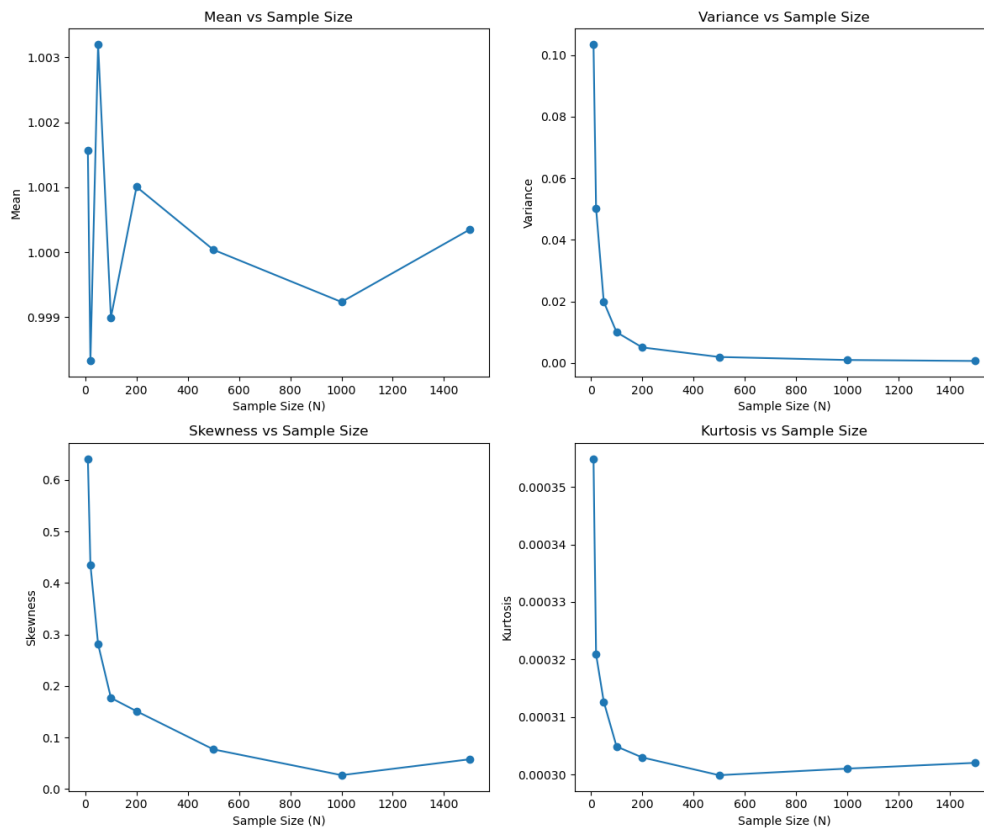 Mean vs Sample Size
1.003
1.002
1.001
1.000
0.999
Mean
0 200 400 600 800 1000 1200 1400
Sample Size (N)
Variance vs Sample Size
0.10
0.08
0.06
0.04
0.02
0.00
Variance
0 200 400 600 800 1000 1200 1400
Sample Size (N)
Skewness vs Sample Size
0.6
0.5
0.4
0.3
0.2
0.1
0.0
Skewness
0 200 400 600 800 1000 1200 1400
Sample Size (N)
Kurtosis vs Sample Size
0.00035
0.00034
0.00033
0.00032
0.00031
0.00030
Kurtosis
0 200 400 600 800 1000 1200 1400
Sample Size (N)